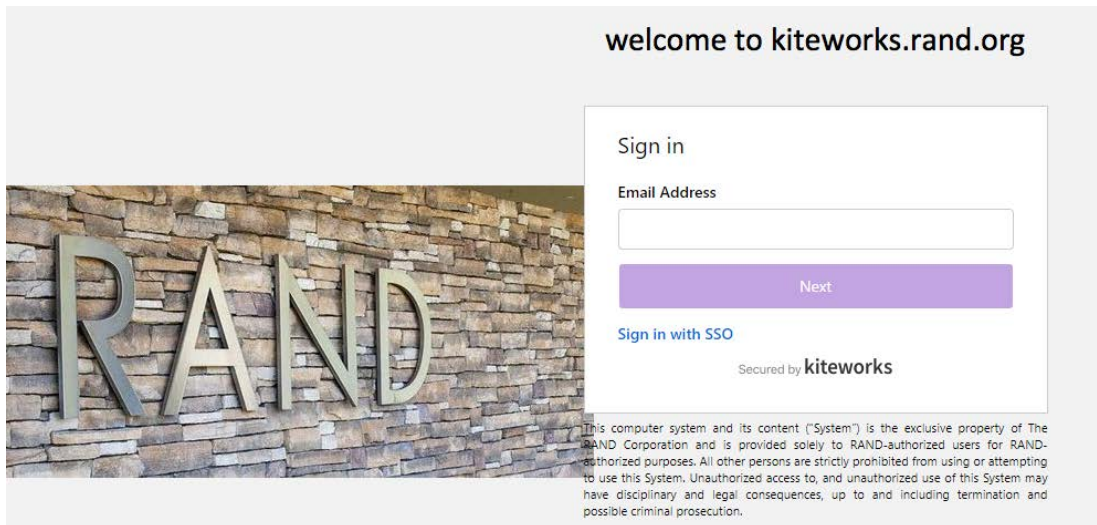 welcome to kiteworks.rand.org
Sign in
Email Address
Next
Sign in with SSO
Secured by kiteworks
RAND
This computer system and its content ("System") is the exclusive property of The
RAND Corporation and is provided solely to RAND-authorized users for RAND-
authorized purposes. All other persons are strictly prohibited from using or attempting
to use this System. Unauthorized access to, and unauthorized use of this System may
have disciplinary and legal consequences, up to and including termination and
possible criminal prosecution.